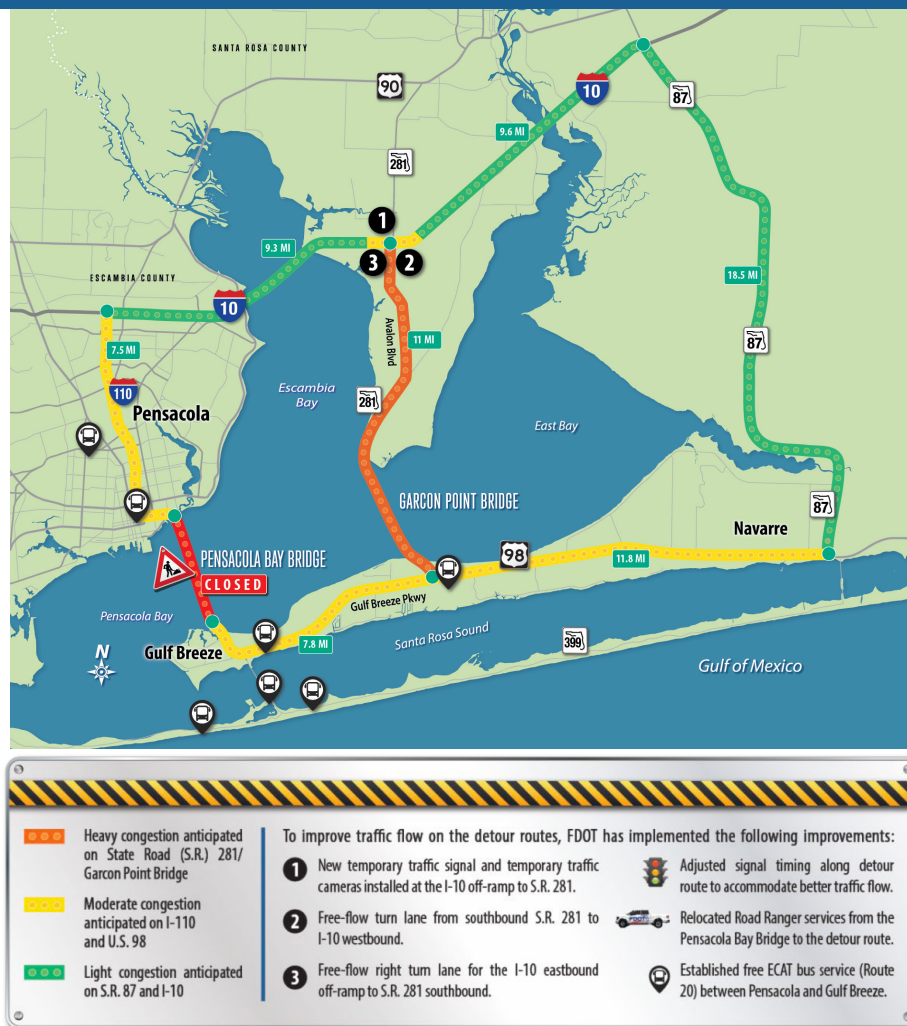 SANTA ROSA COUNTY
90
10
87
9.6 MI
281
1
9.3 MI
3
2
ESCAMBIA COUNTY
18.5 MI
10
7.5 MI
11 MI
87
Avalon Blvd
110
Escambia
Bay
281
Pensacola
East Bay
GARCON POINT BRIDGE
87
Navarre
98
PENSACOLA BAY BRIDGE
11.8 MI
CLOSED
Gulf Breeze Pkwy
Pensacola Bay
Santa Rosa Sound
399
7.8 MI
N
Gulf Breeze
Gulf of Mexico
Heavy congestion anticipated
on State Road (S.R.) 281/
Garcon Point Bridge
Moderate congestion
anticipated on I-110
and U.S. 98
Light congestion anticipated
on S.R. 87 and I-10
To improve traffic flow on the detour routes, FDOT has implemented the following improvements:
1 New temporary traffic signal and temporary traffic
cameras installed at the I-10 off-ramp to S.R. 281.
2 Free-flow turn lane from southbound S.R. 281 to
I-10 westbound.
3 Free-flow right turn lane for the I-10 eastbound
off-ramp to S.R. 281 southbound.
Adjusted signal timing along detour
route to accommodate better traffic flow.
FDOT
Relocated Road Ranger services from the
Pensacola Bay Bridge to the detour route.
Established free ECAT bus service (Route
20) between Pensacola and Gulf Breeze.